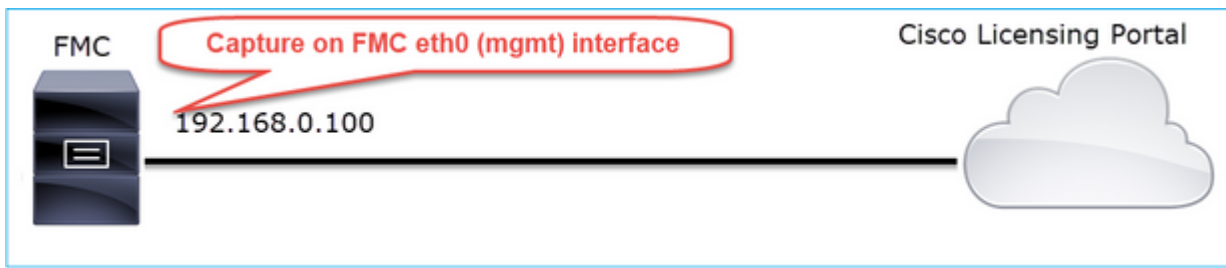 FMC
Capture on FMC eth0 (mgmt) interface
Cisco Licensing Portal
192.168.0.100